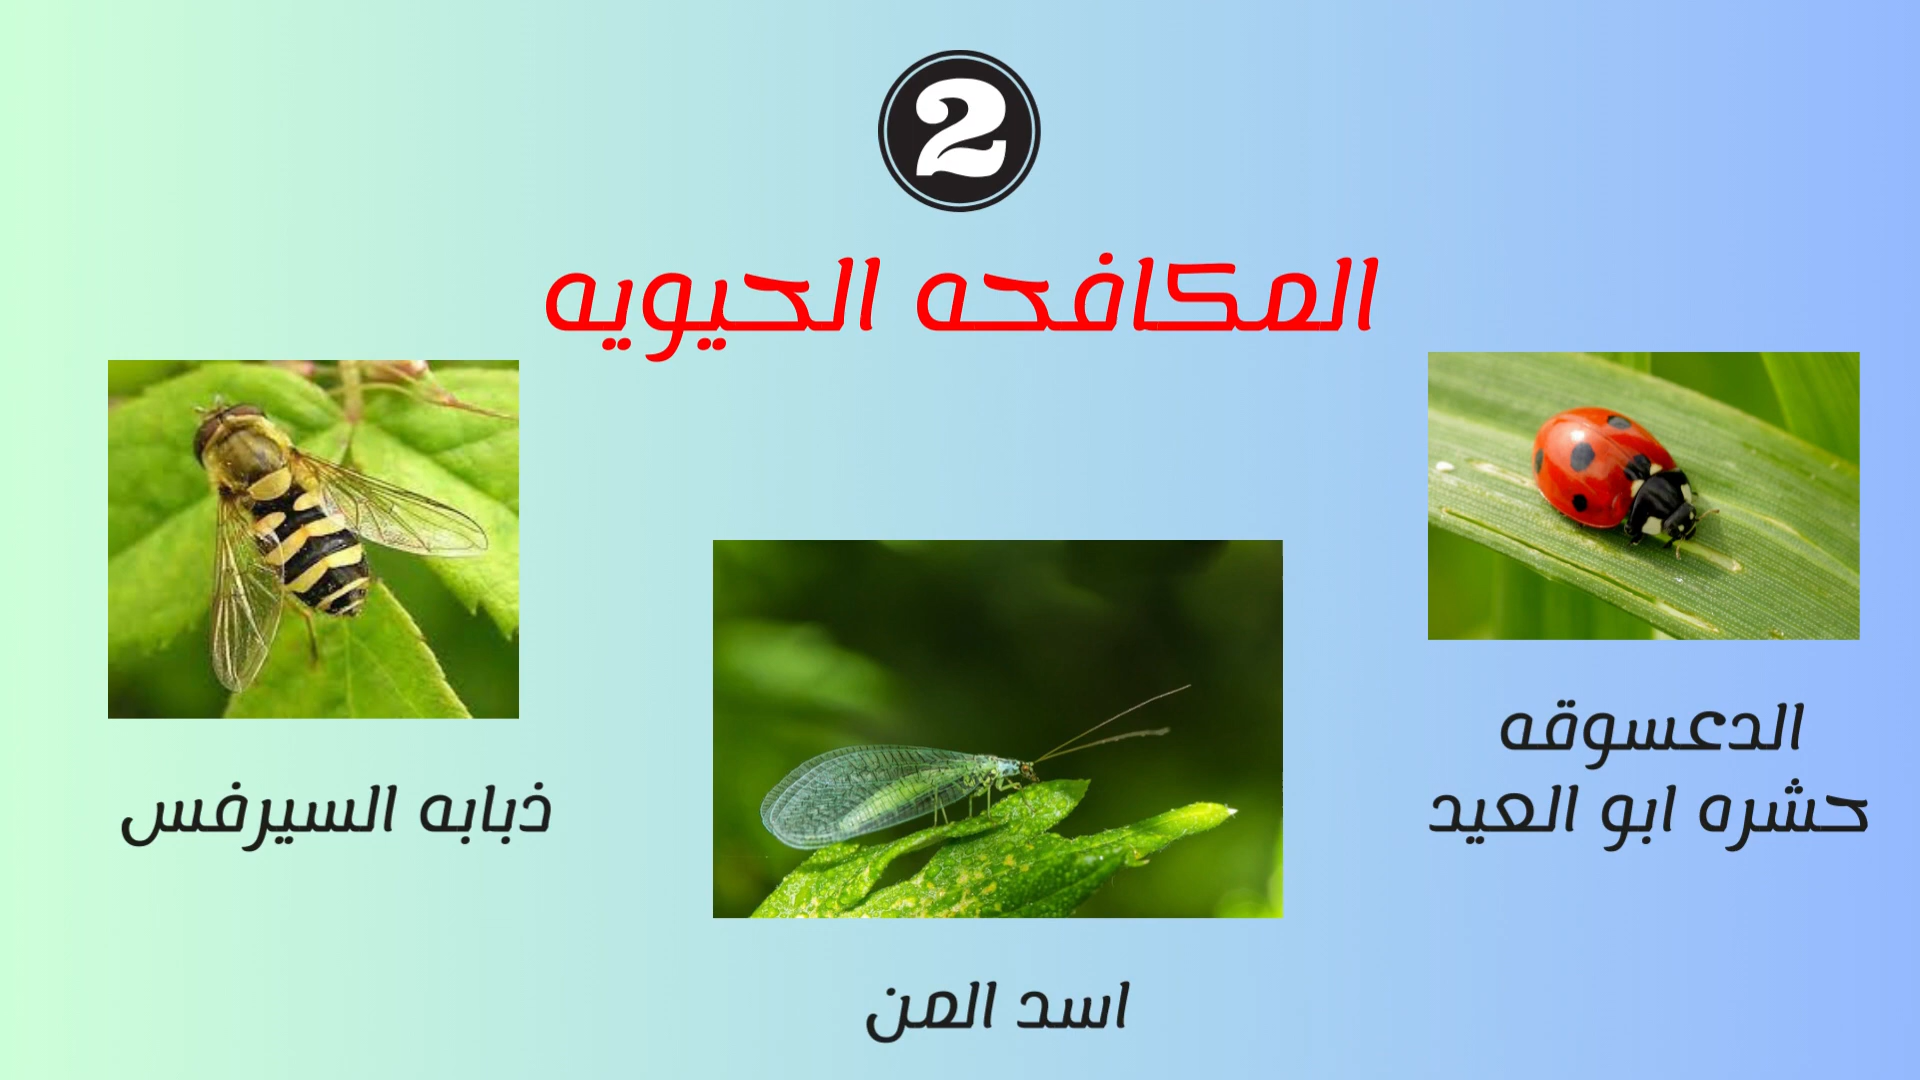 2
المكافحه الحيويه
الدعسوقه
حشره ابو العيد
اسد المن
ذبابه السيرفس